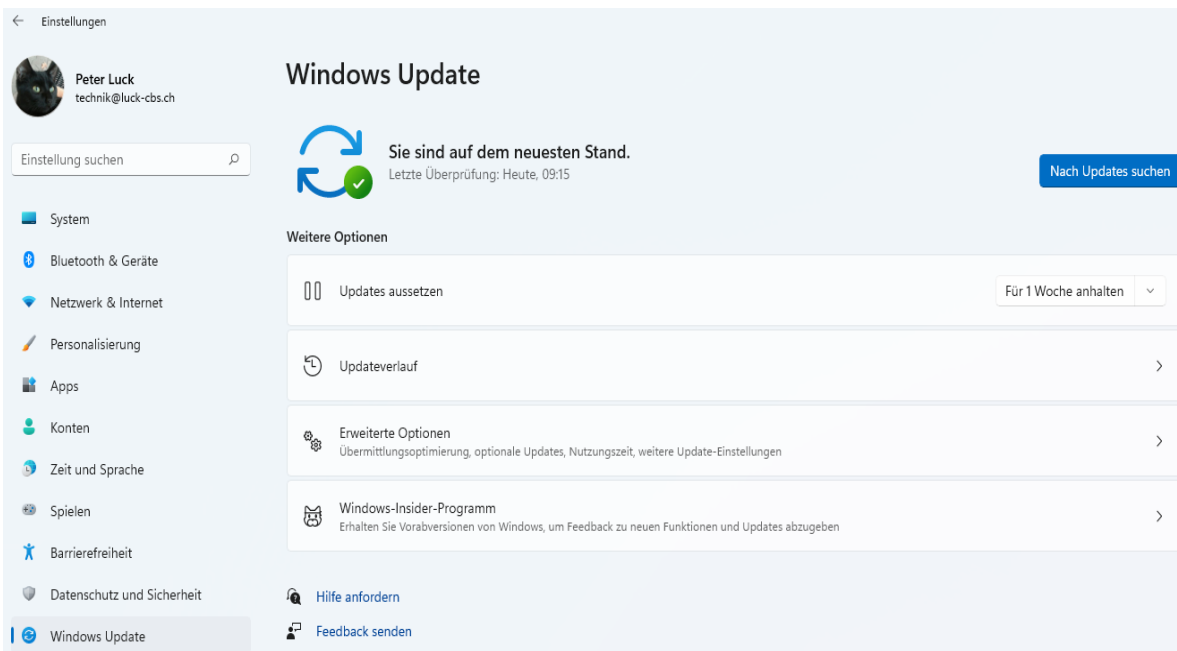 Einstellungen
Peter Luck
technik@luck-cbs.ch
Einstellung suchen
System
Bluetooth & Geräte
Netzwerk & Internet
Personalisierung
Apps
Konten
Zeit und Sprache
Spielen
Barrierefreiheit
Datenschutz und Sicherheit
Windows Update
Windows Update
Sie sind auf dem neuesten Stand.
Letzte Überprüfung: Heute, 09:15
Nach Updates suchen
Weitere Optionen
Updates aussetzen
Für 1 Woche anhalten
Updateverlauf
Erweiterte Optionen
Übermittlungsoptimierung, optionale Updates, Nutzungszeit, weitere Update-Einstellungen
Windows-Insider-Programm
Erhalten Sie Vorabversionen von Windows, um Feedback zu neuen Funktionen und Updates abzugeben
Hilfe anfordern
Feedback senden